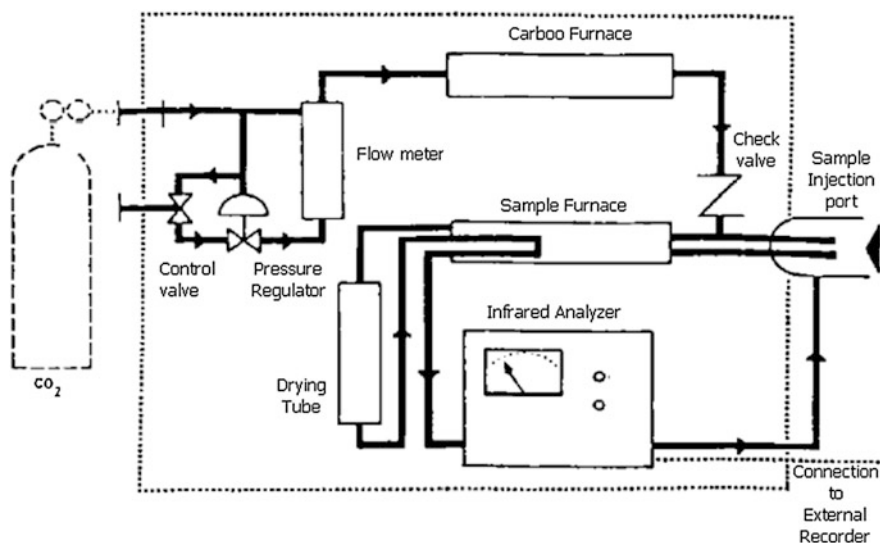 Carboo Furnace
Flow meter
Check
valve
Sample
Injection
port
Sample Furnace
Control
valve
Pressure
Regulator
Infrared Analyzer
Drying
Tube
CO2
Connection
to
External
Recorder